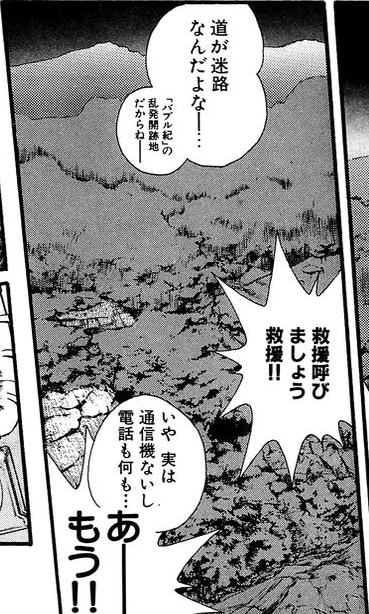 道が迷路
なんだよなー…
「バブル紀」の
乱発開跡地
だからねー
救援呼び
ましょう
救援!!
いや 実は
通信機ないし
電話も何も…
あー
もう!!